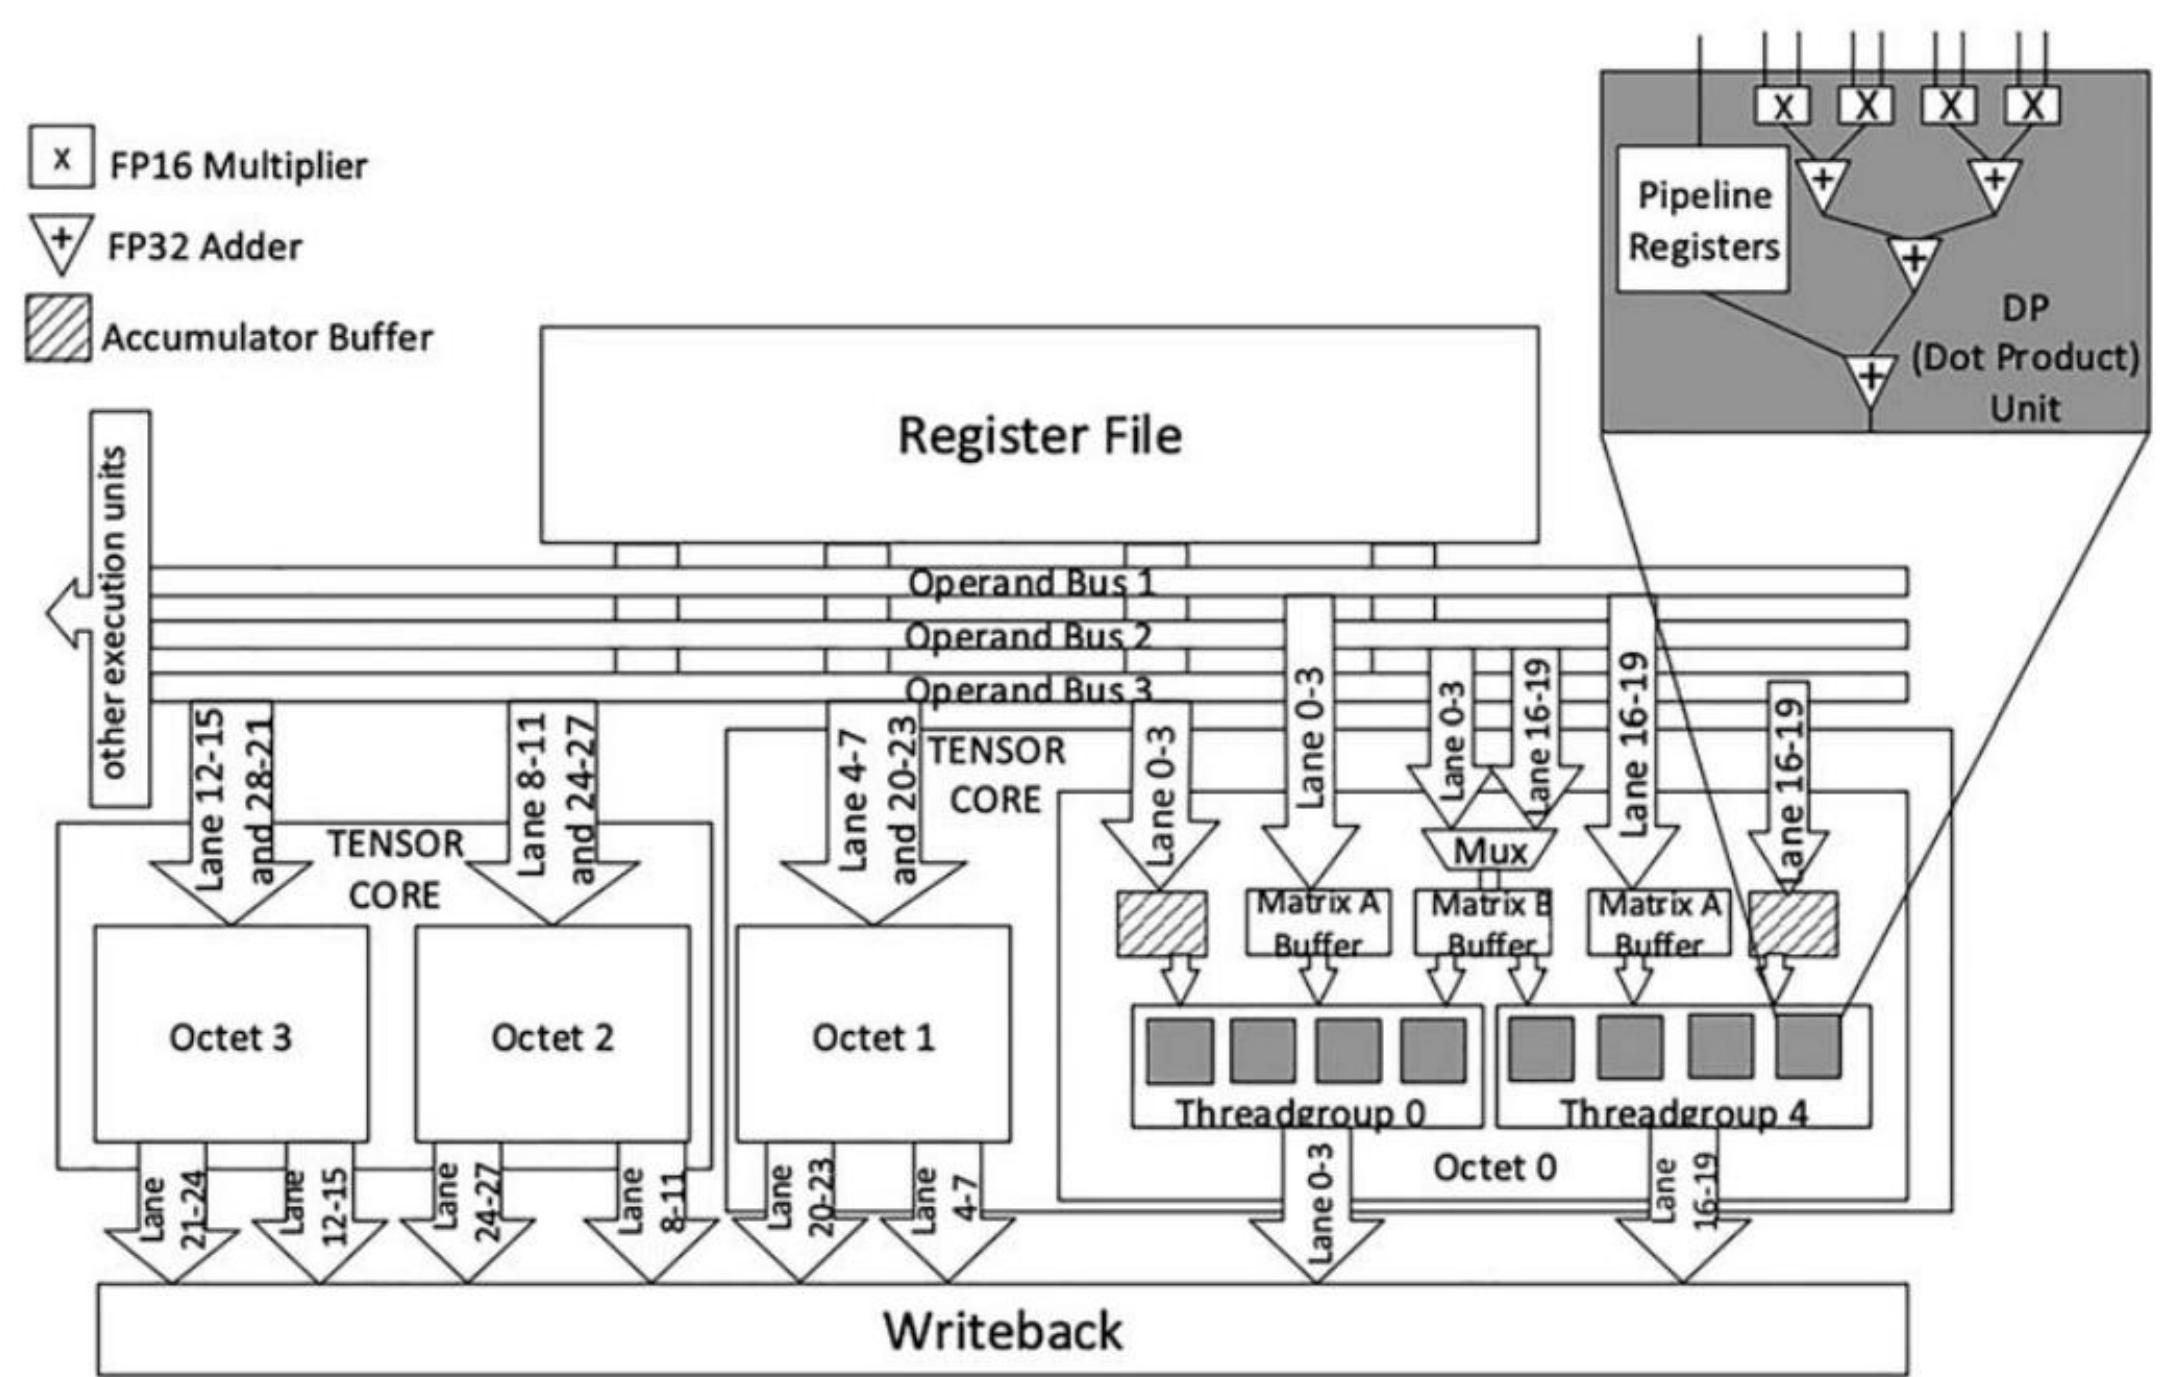 X
X
X
X
+
+
Pipeline
Registers
+
DP
(Dot Product)
Unit
+
x
FP16 Multiplier
+
FP32 Adder
Accumulator Buffer
Register File
other execution units
Operand Bus 1
Operand Bus 2
Operand Bus 3
Lane 12-15
and 28-21
Lane 8-11
and 24-27
Lane 4-7
and 20-23
Lane 0-3
Lane 0-3
Lane 0-3
Lane 16-19
Lane 16-19
Lane 16-19
TENSOR
CORE
TENSOR
CORE
Mux
Matrix A
Buffer
Matrix B
Buffer
Matrix A
Buffer
Octet 3
Octet 2
Octet 1
Threadgroup 0
Threadgroup 4
Octet 0
Lane
21-24
Lane
12-15
Lane
24-27
Lane
8-11
Lane
20-23
Lane
4-7
Lane 0-3
Lane
16-19
Writeback